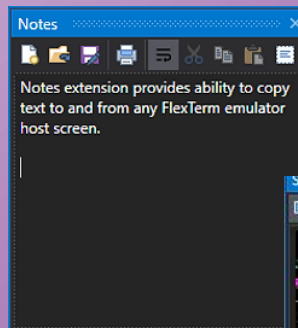 Notes
Notes extension provides ability to copy
text to and from any FlexTerm emulator
host screen.